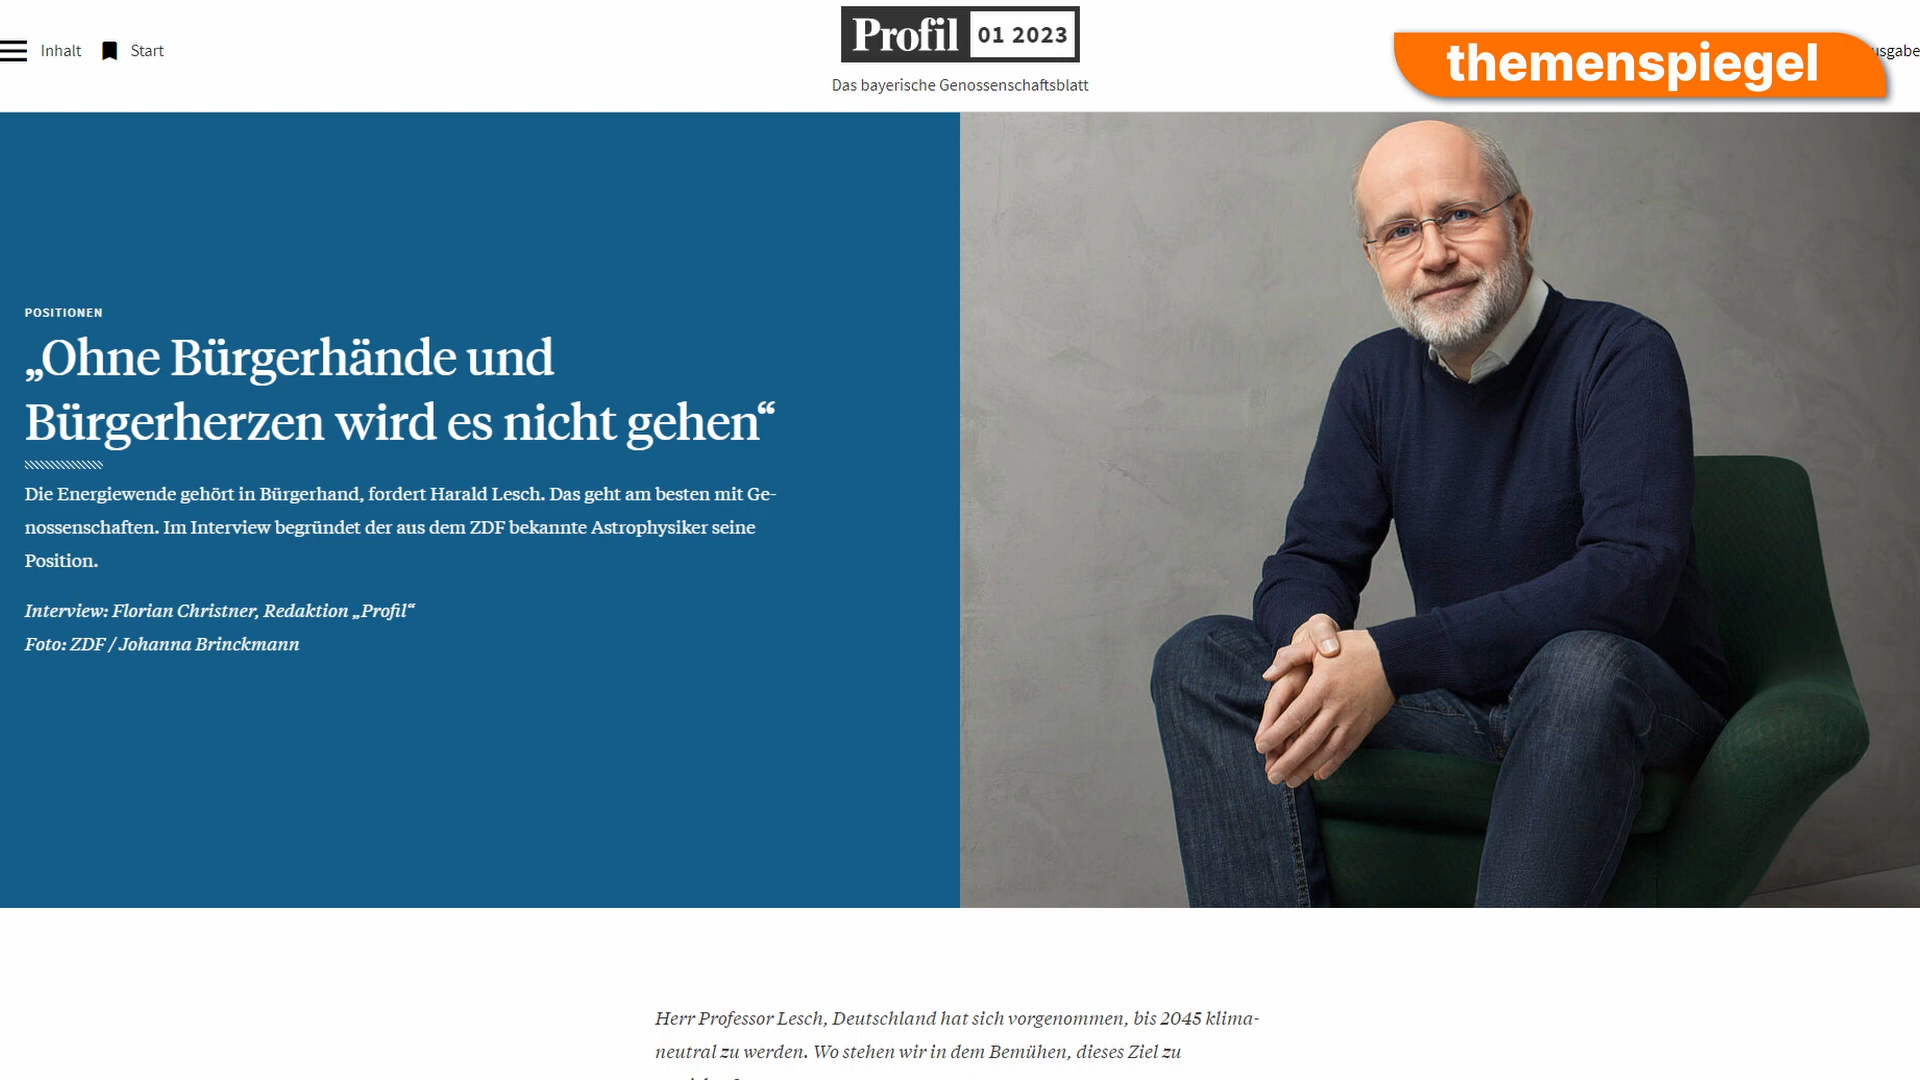 Inhalt
Start
Profil 01 2023
Das bayerische Genossenschaftsblatt
themenspiegel
POSITIONEN
„Ohne Bürgerhände und
Bürgerherzen wird es nicht gehen“
Die Energiewende gehört in Bürgerhand, fordert Harald Lesch. Das geht am besten mit Ge-
nossenschaften. Im Interview begründet der aus dem ZDF bekannte Astrophysiker seine
Position.
Interview: Florian Christner, Redaktion „Profil“
Foto: ZDF / Johanna Brinckmann
Herr Professor Lesch, Deutschland hat sich vorgenommen, bis 2045 klima-
neutral zu werden. Wo stehen wir in dem Bemühen, dieses Ziel zu